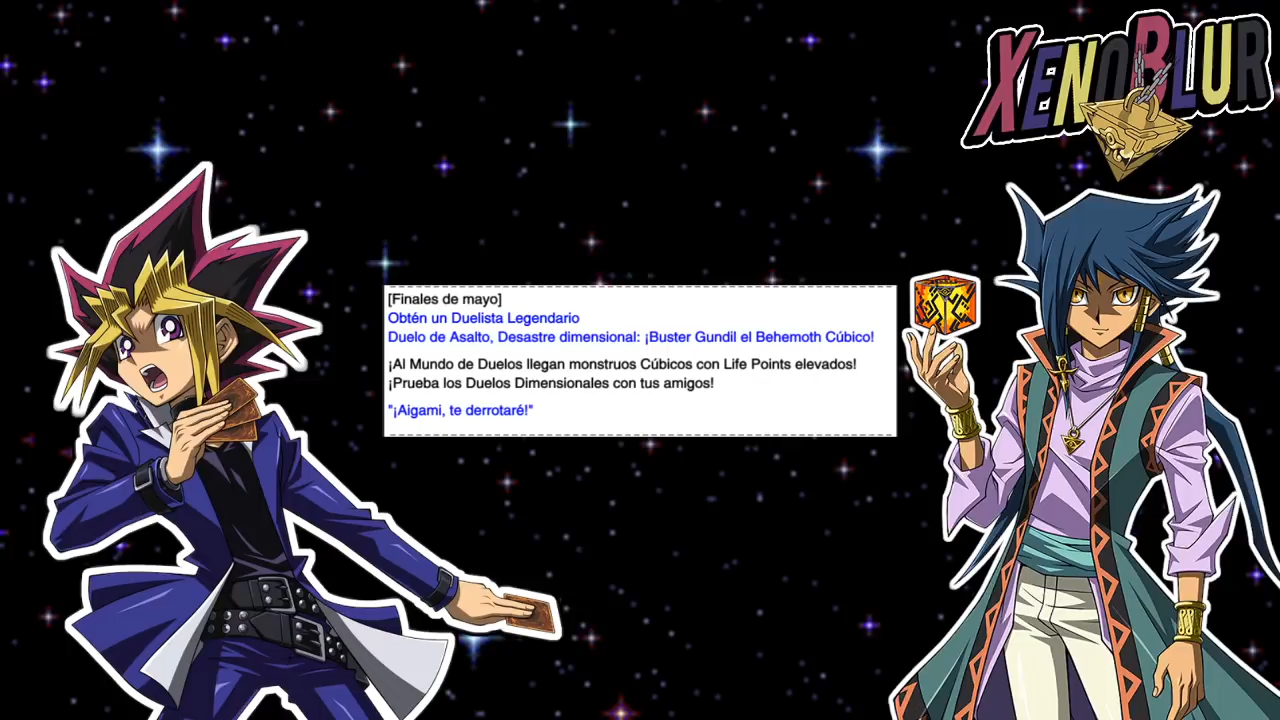 XENOBLUR
[Finales de mayo]
Obtén un Duelista Legendario
Duelo de Asalto, Desastre dimensional: ¡Buster Gundil el Behemoth Cúbico!
¡Al Mundo de Duelos llegan monstruos Cúbicos con Life Points elevados!
¡Prueba los Duelos Dimensionales con tus amigos!
"¡Aigami, te derrotaré!"